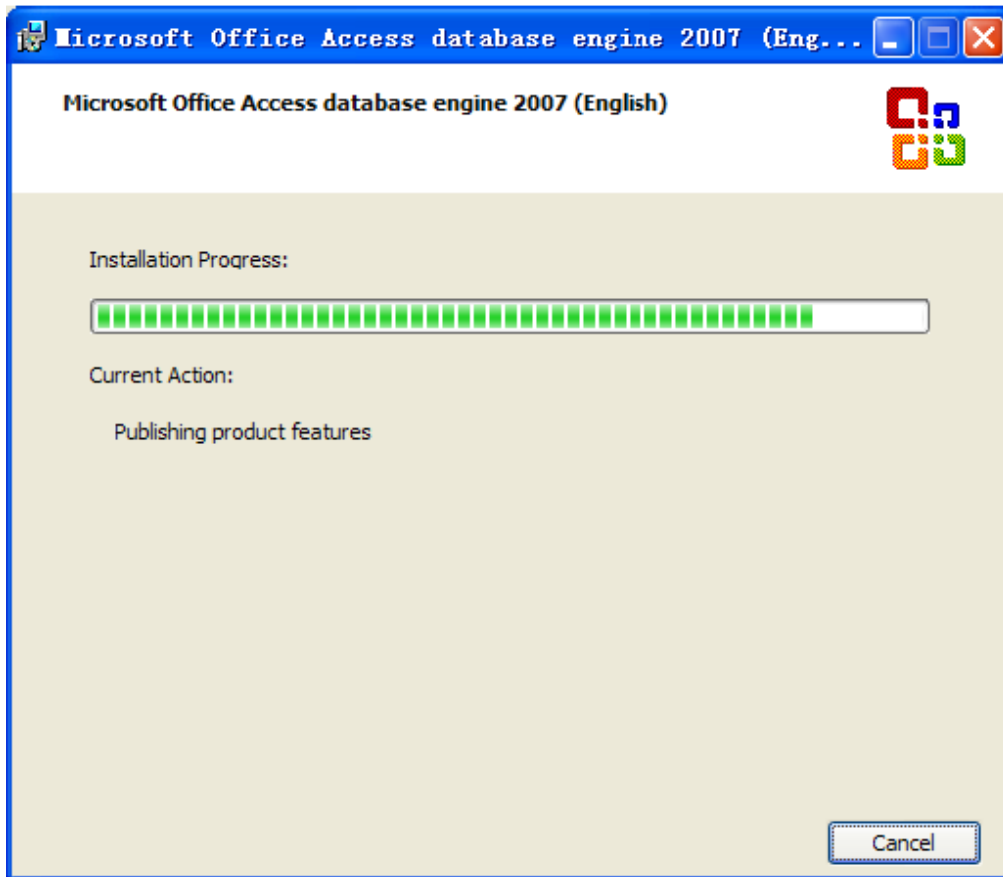 Microsoft Office Access database engine 2007 (Eng...
Microsoft Office Access database engine 2007 (English)
Installation Progress:
Current Action:
Publishing product features
Cancel